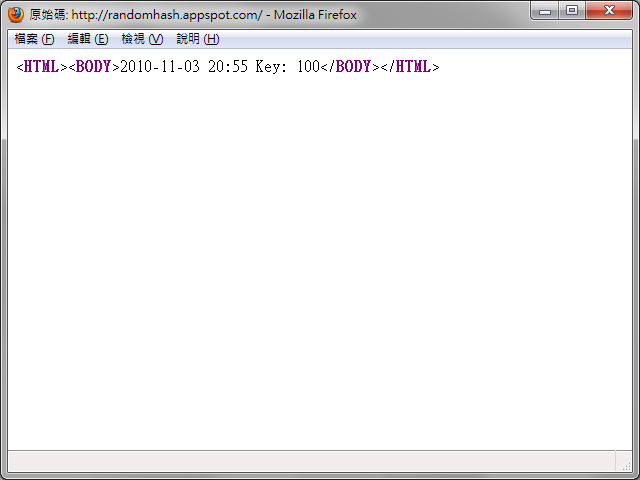 原始碼: http://randomhash.appspot.com/ - Mozilla Firefox
檔案 (F) 編輯 (E) 檢視 (V) 說明 (H)
<HTML><BODY>2010-11-03 20:55 Key: 100</BODY></HTML>